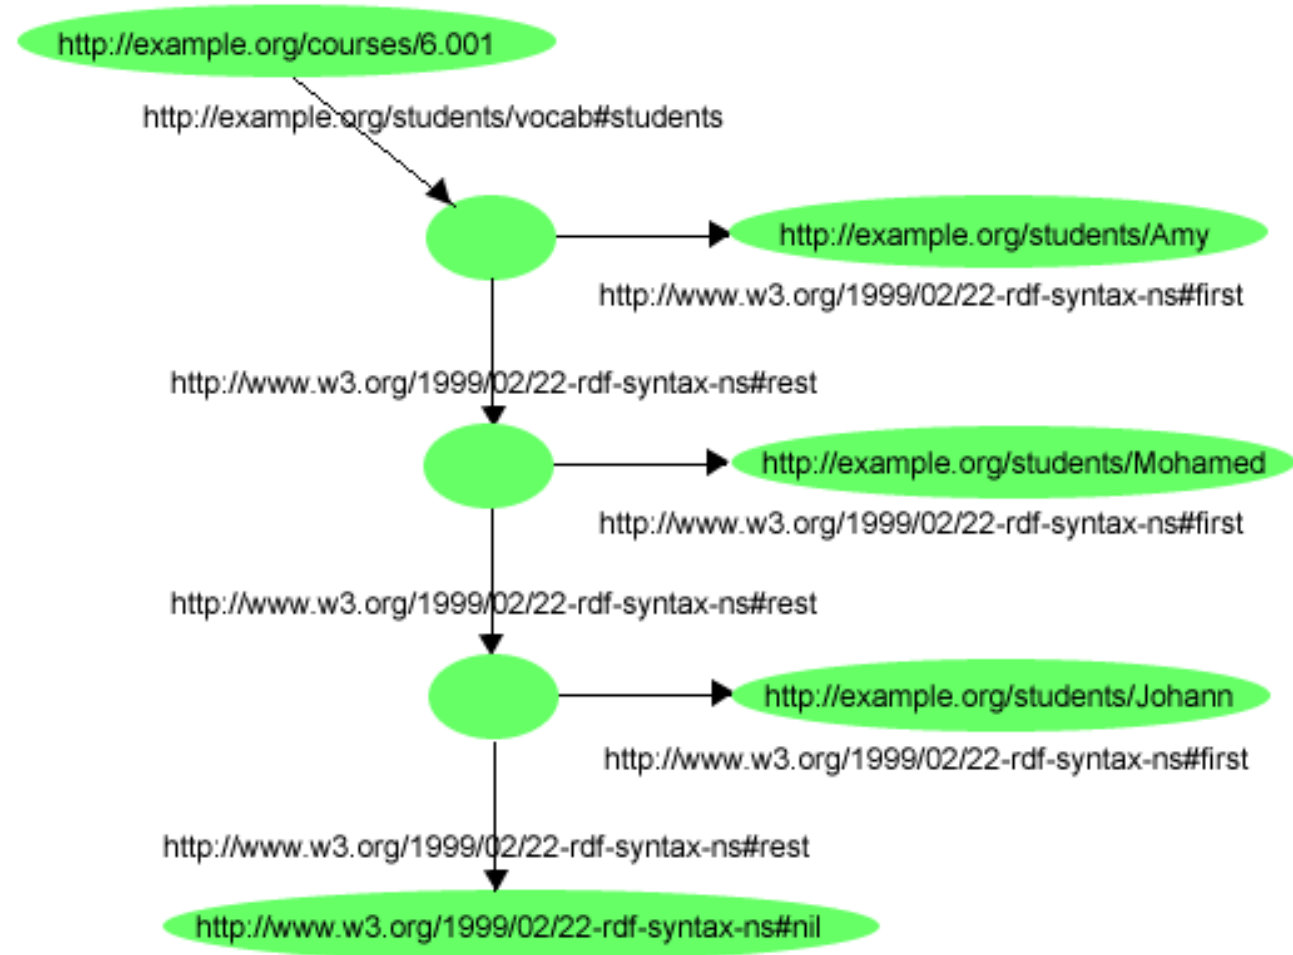 http://example.org/courses/6.001
http://example.org/students/vocab#students
http://example.org/students/Amy
http://www.w3.org/1999/02/22-rdf-syntax-ns#first
http://www.w3.org/1999/02/22-rdf-syntax-ns#rest
http://example.org/students/Mohamed
http://www.w3.org/1999/02/22-rdf-syntax-ns#first
http://www.w3.org/1999/02/22-rdf-syntax-ns#rest
http://example.org/students/Johann
http://www.w3.org/1999/02/22-rdf-syntax-ns#first
http://www.w3.org/1999/02/22-rdf-syntax-ns#rest
http://www.w3.org/1999/02/22-rdf-syntax-ns#nil